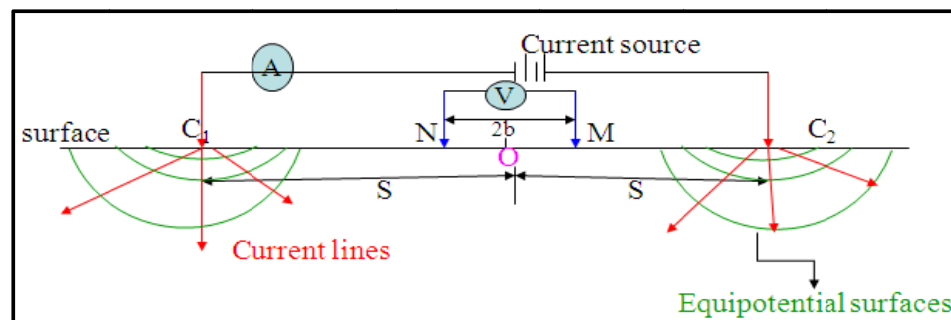 Current source
A
V
surface
C₁
N
2b
M
C₂
O
S
S
Current lines
Equipotential surfaces